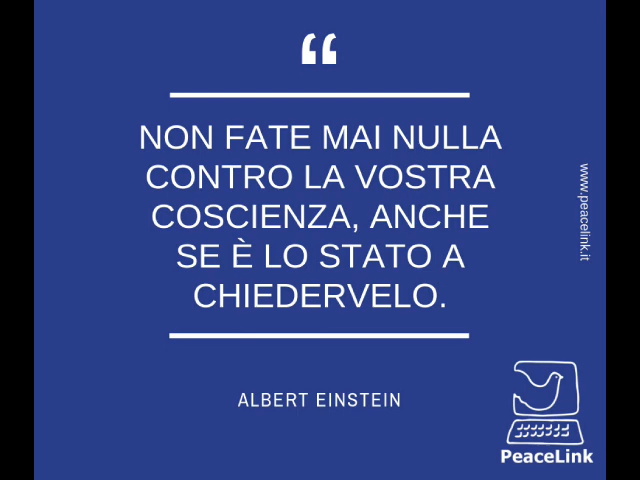 “
NON FATE MAI NULLA
CONTRO LA VOSTRA
COSCIENZA, ANCHE
SE È LO STATO A
CHIEDERVELO.
ALBERT EINSTEIN
www.peacelink.it
PeaceLink